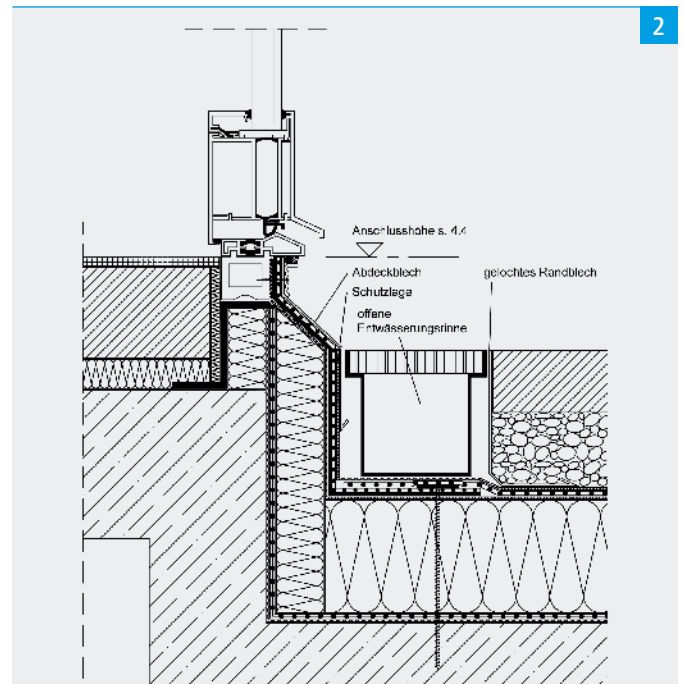 2
Anschlusshöhe s. 4.4
Abdeckblech
gelochtes Randblech
Schutzlage
offene
Entwässerungsrinne